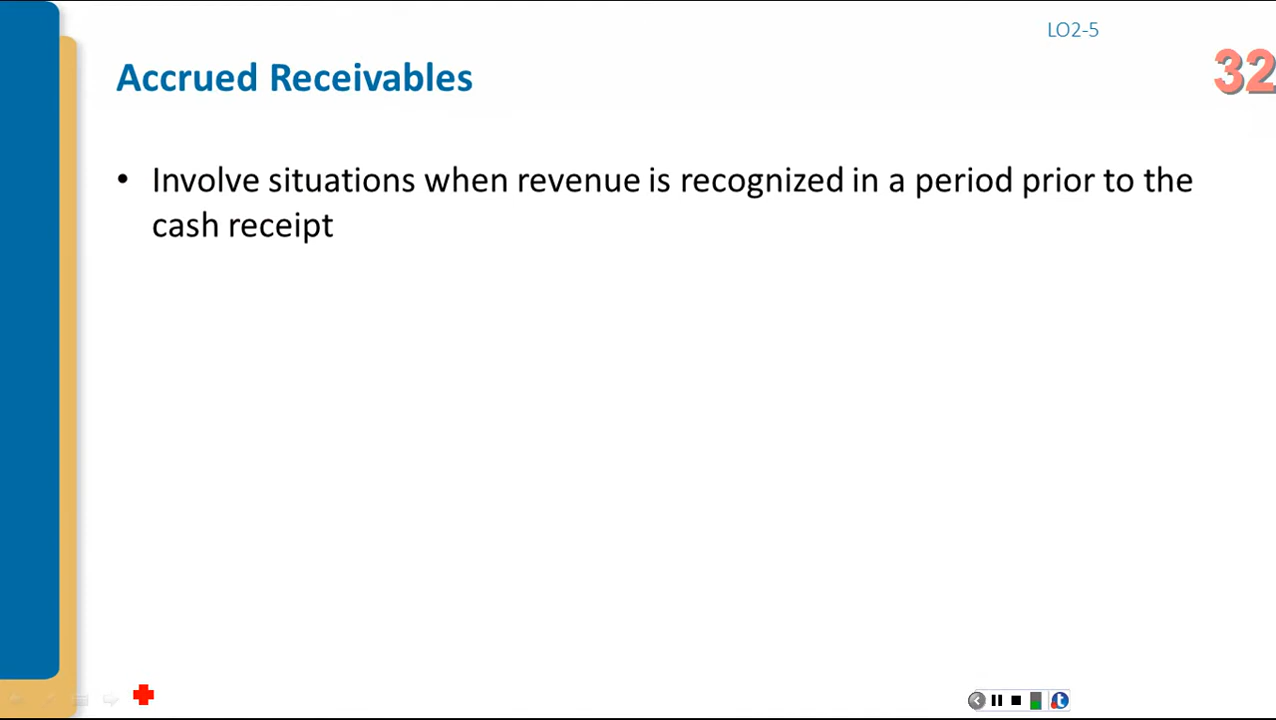 LO2-5
32
Accrued Receivables
• Involve situations when revenue is recognized in a period prior to the
cash receipt
t